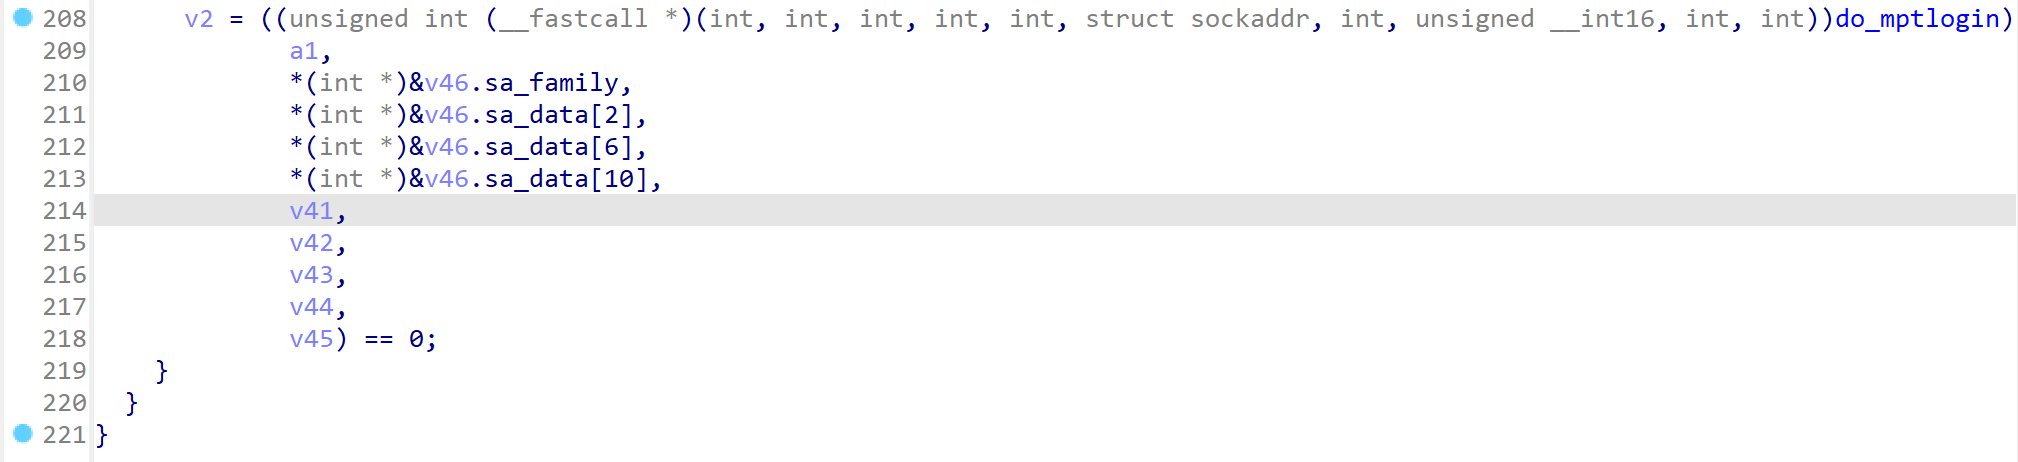 208 v2 = ((unsigned int (__fastcall *)(int, int, int, int, int, struct sockaddr, int, unsigned __int16, int, int))do_mptlogin)
209 a1,
210 *(int *)&v46.sa_family,
211 *(int *)&v46.sa_data[2],
212 *(int *)&v46.sa_data[6],
213 *(int *)&v46.sa_data[10],
214 v41,
215 v42,
216 v43,
217 v44,
218 v45) == 0;
219 }
220 }
221 }